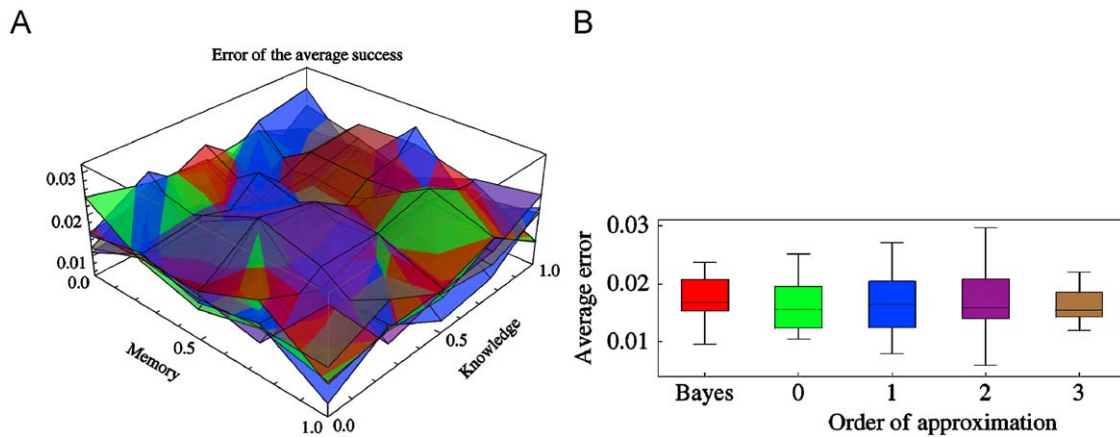 A
Error of the average success
0.03
0.02
0.01
0.0
0.5
1.0
Memory
0.0
0.5
1.0
Knowledge
B
0.03
0.02
0.01
Average error
Bayes 0 1 2 3
Order of approximation